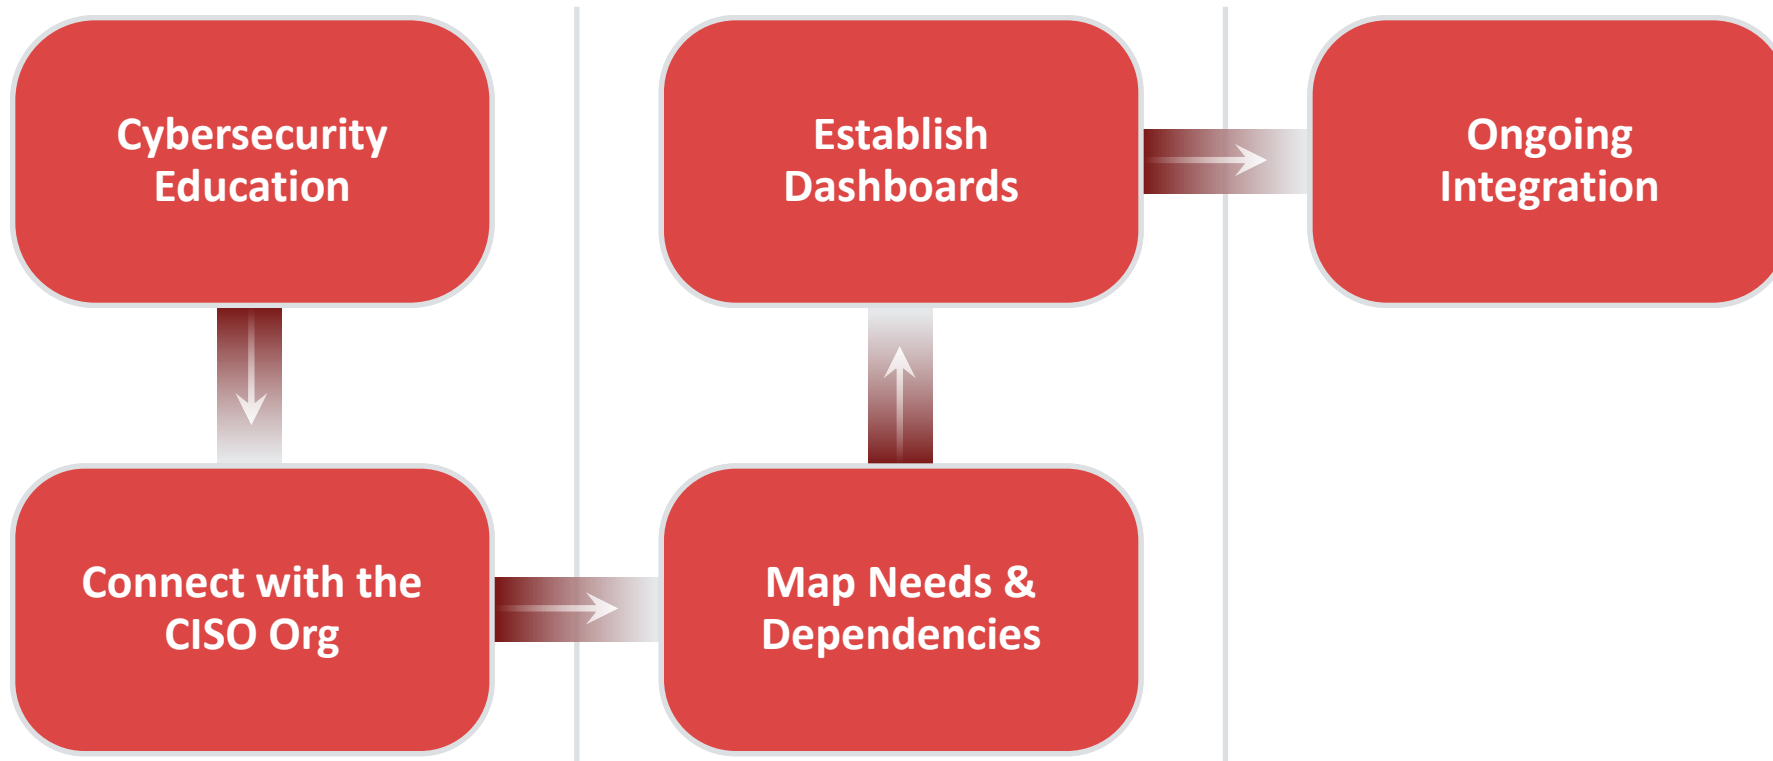 Cybersecurity
Education
Connect with the
CISO Org
Map Needs &
Dependencies
Establish
Dashboards
Ongoing
Integration